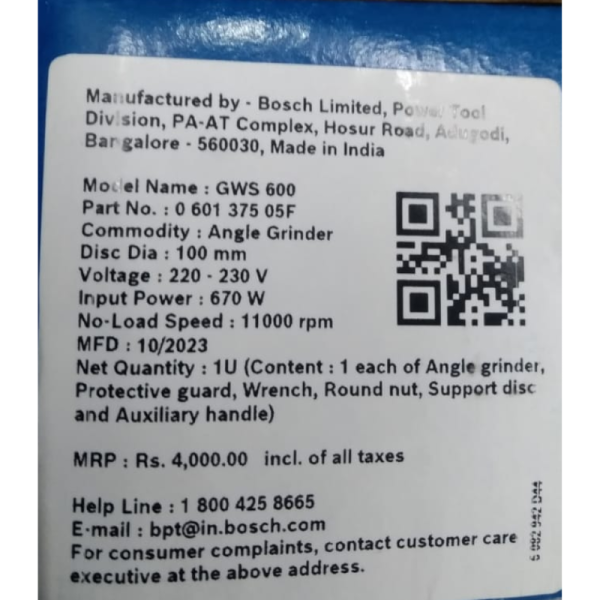 Manufactured by - Bosch Limited, Power Tool
Division, PA-AT Complex, Hosur Road, Adugodi,
Bangalore - 560030, Made in India
Model Name : GWS 600
Part No. : 0 601 375 05F
Commodity : Angle Grinder
Disc Dia : 100 mm
Voltage : 220 - 230 V
Input Power : 670 W
No-Load Speed : 11000 rpm
MFD : 10/2023
Net Quantity : 1U (Content : 1 each of Angle grinder,
Protective guard, Wrench, Round nut, Support disc
and Auxiliary handle)
MRP : Rs. 4,000.00 incl. of all taxes
Help Line : 1 800 425 8665
E-mail : bpt@in.bosch.com
For consumer complaints, contact customer care
executive at the above address.